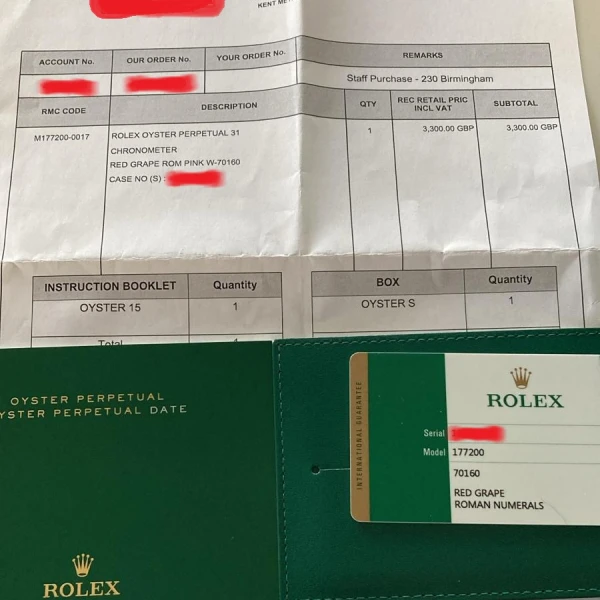 KENT ME
ACCOUNT No.
OUR ORDER No.
YOUR ORDER No.
REMARKS
Staff Purchase - 230 Birmingham
RMC CODE
DESCRIPTION
QTY
REC RETAIL PRIC
INCL VAT
SUBTOTAL
M177200-0017
ROLEX OYSTER PERPETUAL 31
1
3,300.00 GBP
3,300.00 GBP
CHRONOMETER
RED GRAPE ROM PINK W-70160
CASE NO (S) :
INSTRUCTION BOOKLET
Quantity
OYSTER 15
1
Total
BOX
Quantity
OYSTER S
1
OYSTER PERPETUAL
YSTER PERPETUAL DATE
ROLEX
INTERNATIONAL GUARANTEE
ROLEX
Serial
Model 177200
70160
RED GRAPE
ROMAN NUMERALS